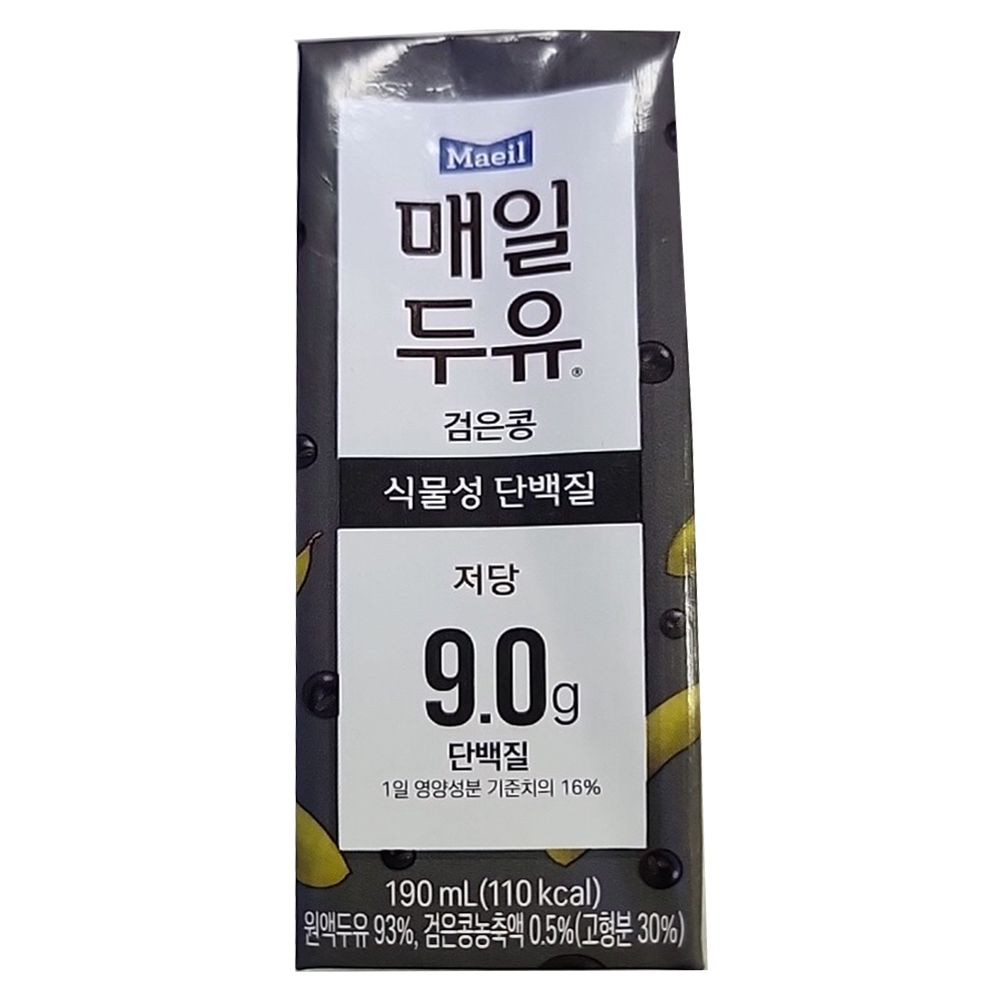 Maeil
매일
두유®
검은콩
식물성 단백질
저당
9.0g
단백질
1일 영양성분 기준치의 16%
190 mL(110 kcal)
원액두유 93%, 검은콩농축액 0.5%(고형분 30%)